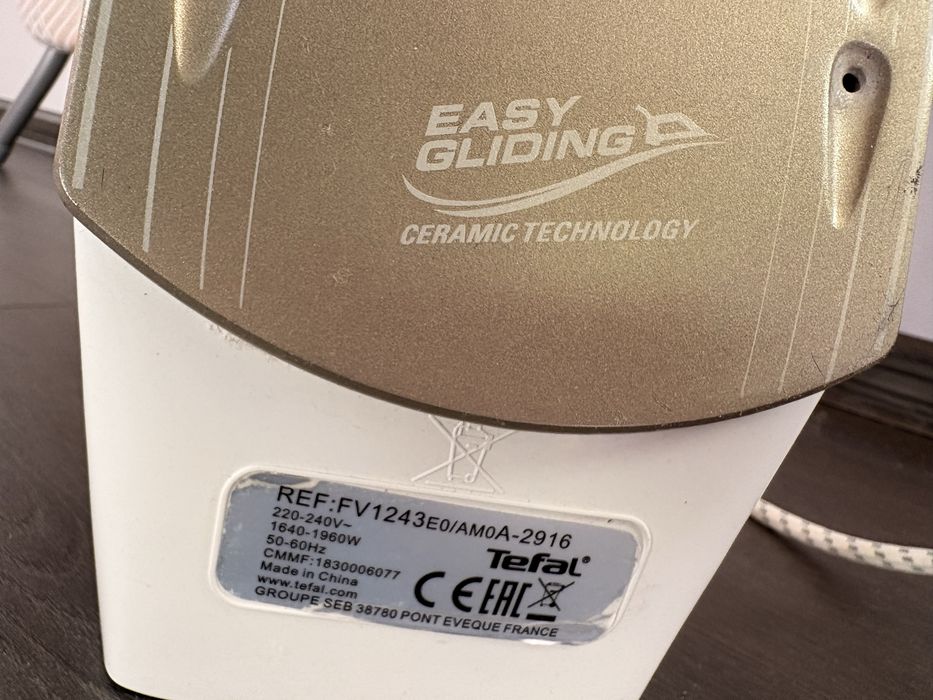 EASY
GLIDING
CERAMIC TECHNOLOGY
REF:FV1243E0/AM0A-2916
220-240V~
1640-1960W
50-60Hz
CMMF:1830006077
Made in China
www.tefal.com
GROUPE SEB 38780 PONT EVEQUE FRANCE
Tefal®
CE EAC